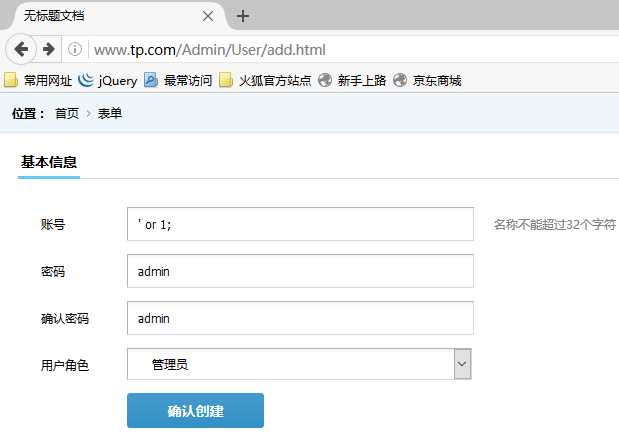 无标题文档
www.tp.com/Admin/User/add.html
常用网址 jQuery 最常访问 火狐官方站点 新手上路 京东商城
位置： 首页 > 表单
基本信息
账号 ' or 1; 名称不能超过32个字符
密码 admin
确认密码 admin
用户角色 管理员
确认创建